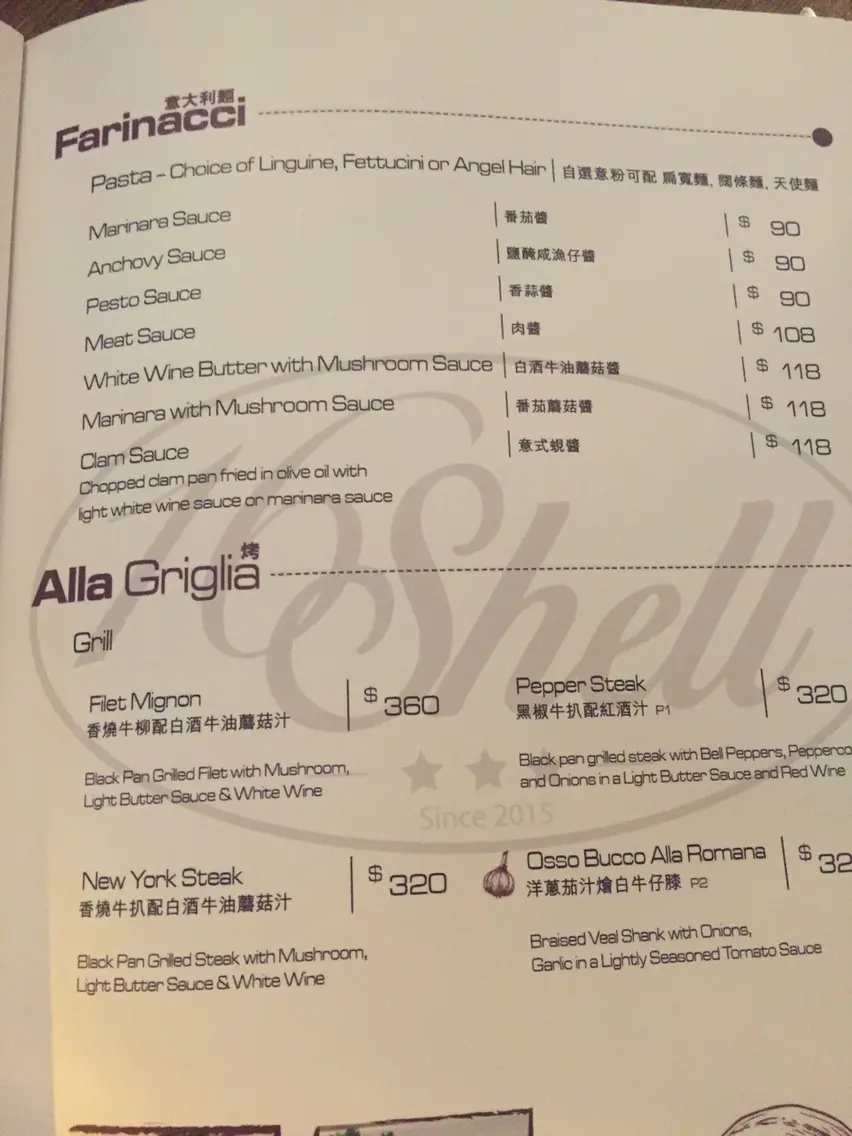 意大利麵
Farinacci
Pasta - Choice of Linguine, Fettucini or Angel Hair | 自選意粉可配 扁寬麵, 闊條麵, 天使麵
Marinara Sauce | 番茄醬 | $ 90
Anchovy Sauce | 鹽醃咸漁仔醬 | $ 90
Pesto Sauce | 香蒜醬 | $ 90
Meat Sauce | 肉醬 | $ 108
White Wine Butter with Mushroom Sauce | 白酒牛油蘑菇醬 | $ 118
Marinara with Mushroom Sauce | 番茄蘑菇醬 | $ 118
Clam Sauce | 意式蜆醬 | $ 118
Chopped clam pan fried in olive oil with
light white wine sauce or marinara sauce
烤
Alla Griglia
Grill
Filet Mignon | $ 360
香燒牛柳配白酒牛油蘑菇汁
Black Pan Grilled Filet with Mushroom,
Light Butter Sauce & White Wine
Pepper Steak | $ 320
黑椒牛扒配紅酒汁 P1
Black pan grilled steak with Bell Peppers, Pepperco
and Onions in a Light Butter Sauce and Red Wine
New York Steak | $ 320
香燒牛扒配白酒牛油蘑菇汁
Black Pan Grilled Steak with Mushroom,
Light Butter Sauce & White Wine
Osso Bucco Alla Romana | $ 32
洋蔥茄汁燴白牛仔膝 P2
Braised Veal Shank with Onions,
Garlic in a Lightly Seasoned Tomato Sauce
16 Shell
Since 2015